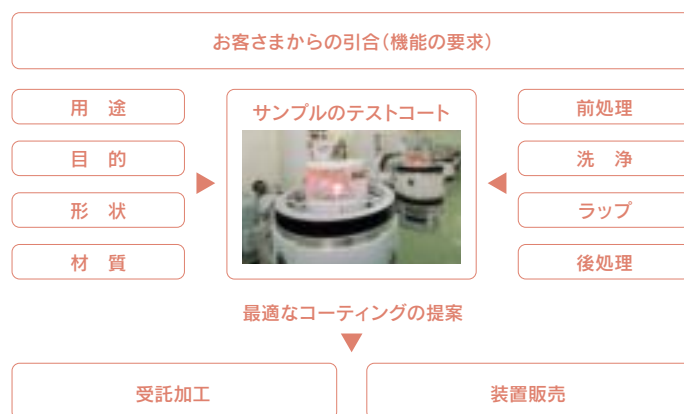 お客さまからの引合（機能の要求）
用　途
目　的
形　状
材　質
サンプルのテストコート
前処理
洗　浄
ラップ
後処理
最適なコーティングの提案
受託加工
装置販売